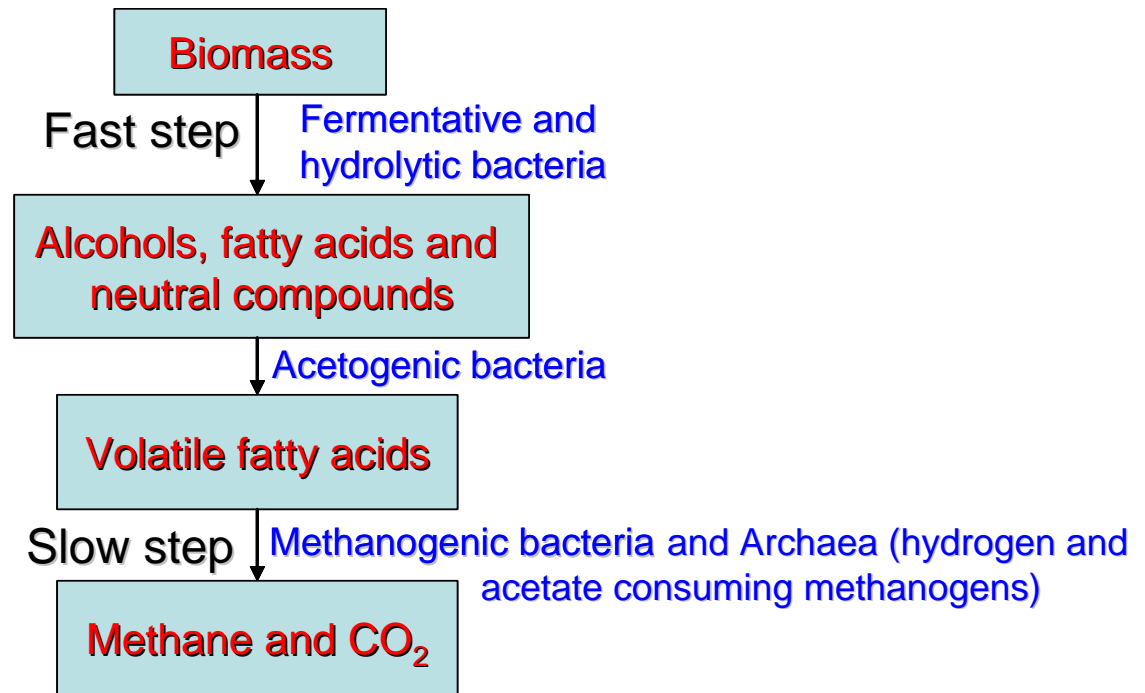 Biomass
Fast step
Fermentative and
hydrolytic bacteria
Alcohols, fatty acids and
neutral compounds
Acetogenic bacteria
Volatile fatty acids
Slow step
Methanogenic bacteria and Archaea (hydrogen and
acetate consuming methanogens)
Methane and CO₂